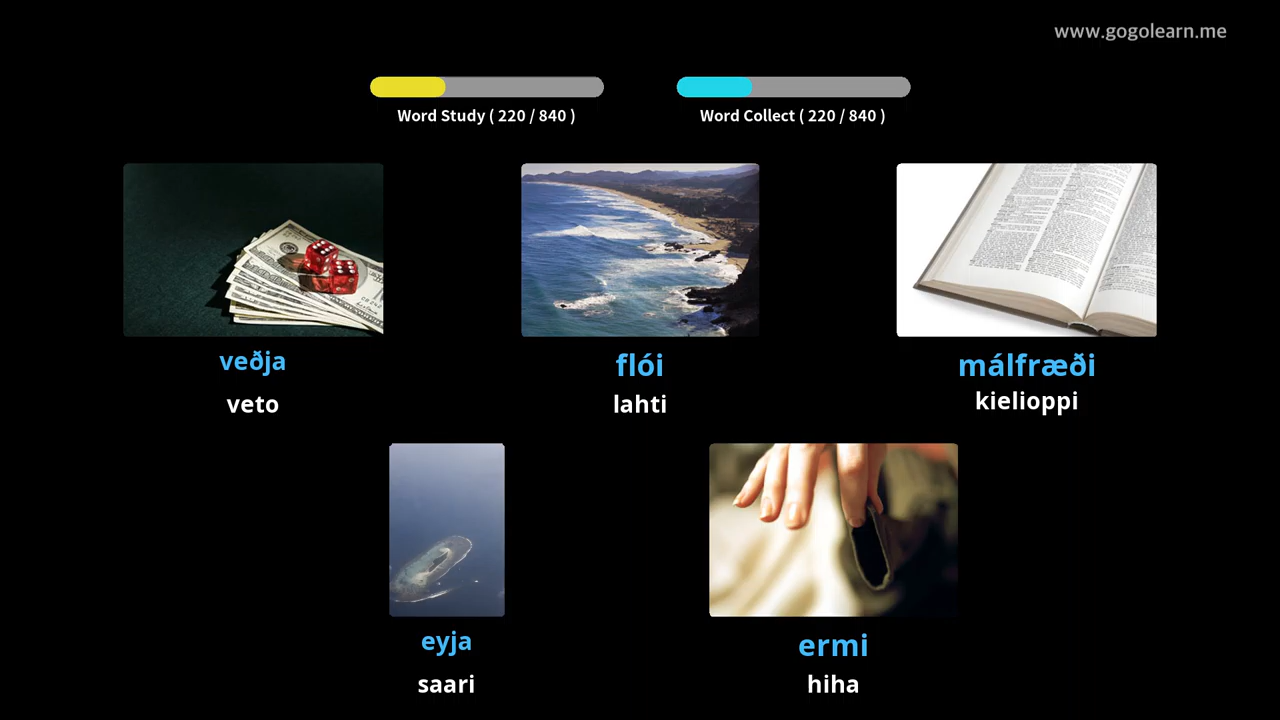 www.gogolearn.me
Word Study ( 220 / 840 )
Word Collect ( 220 / 840 )
veðja
veto
flói
lahti
málfræði
kielioppi
eyja
saari
ermi
hiha